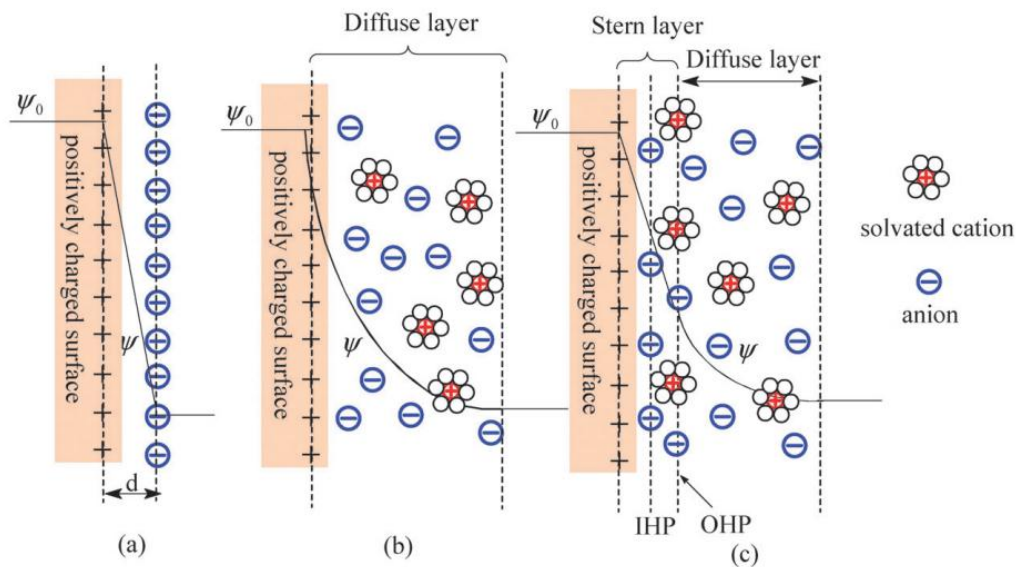 Diffuse layer
Stern layer
Diffuse layer
ψ₀
positively charged surface
ψ
d
(a)
ψ₀
positively charged surface
ψ
(b)
ψ₀
positively charged surface
ψ
IHP
OHP
(c)
solvated cation
anion